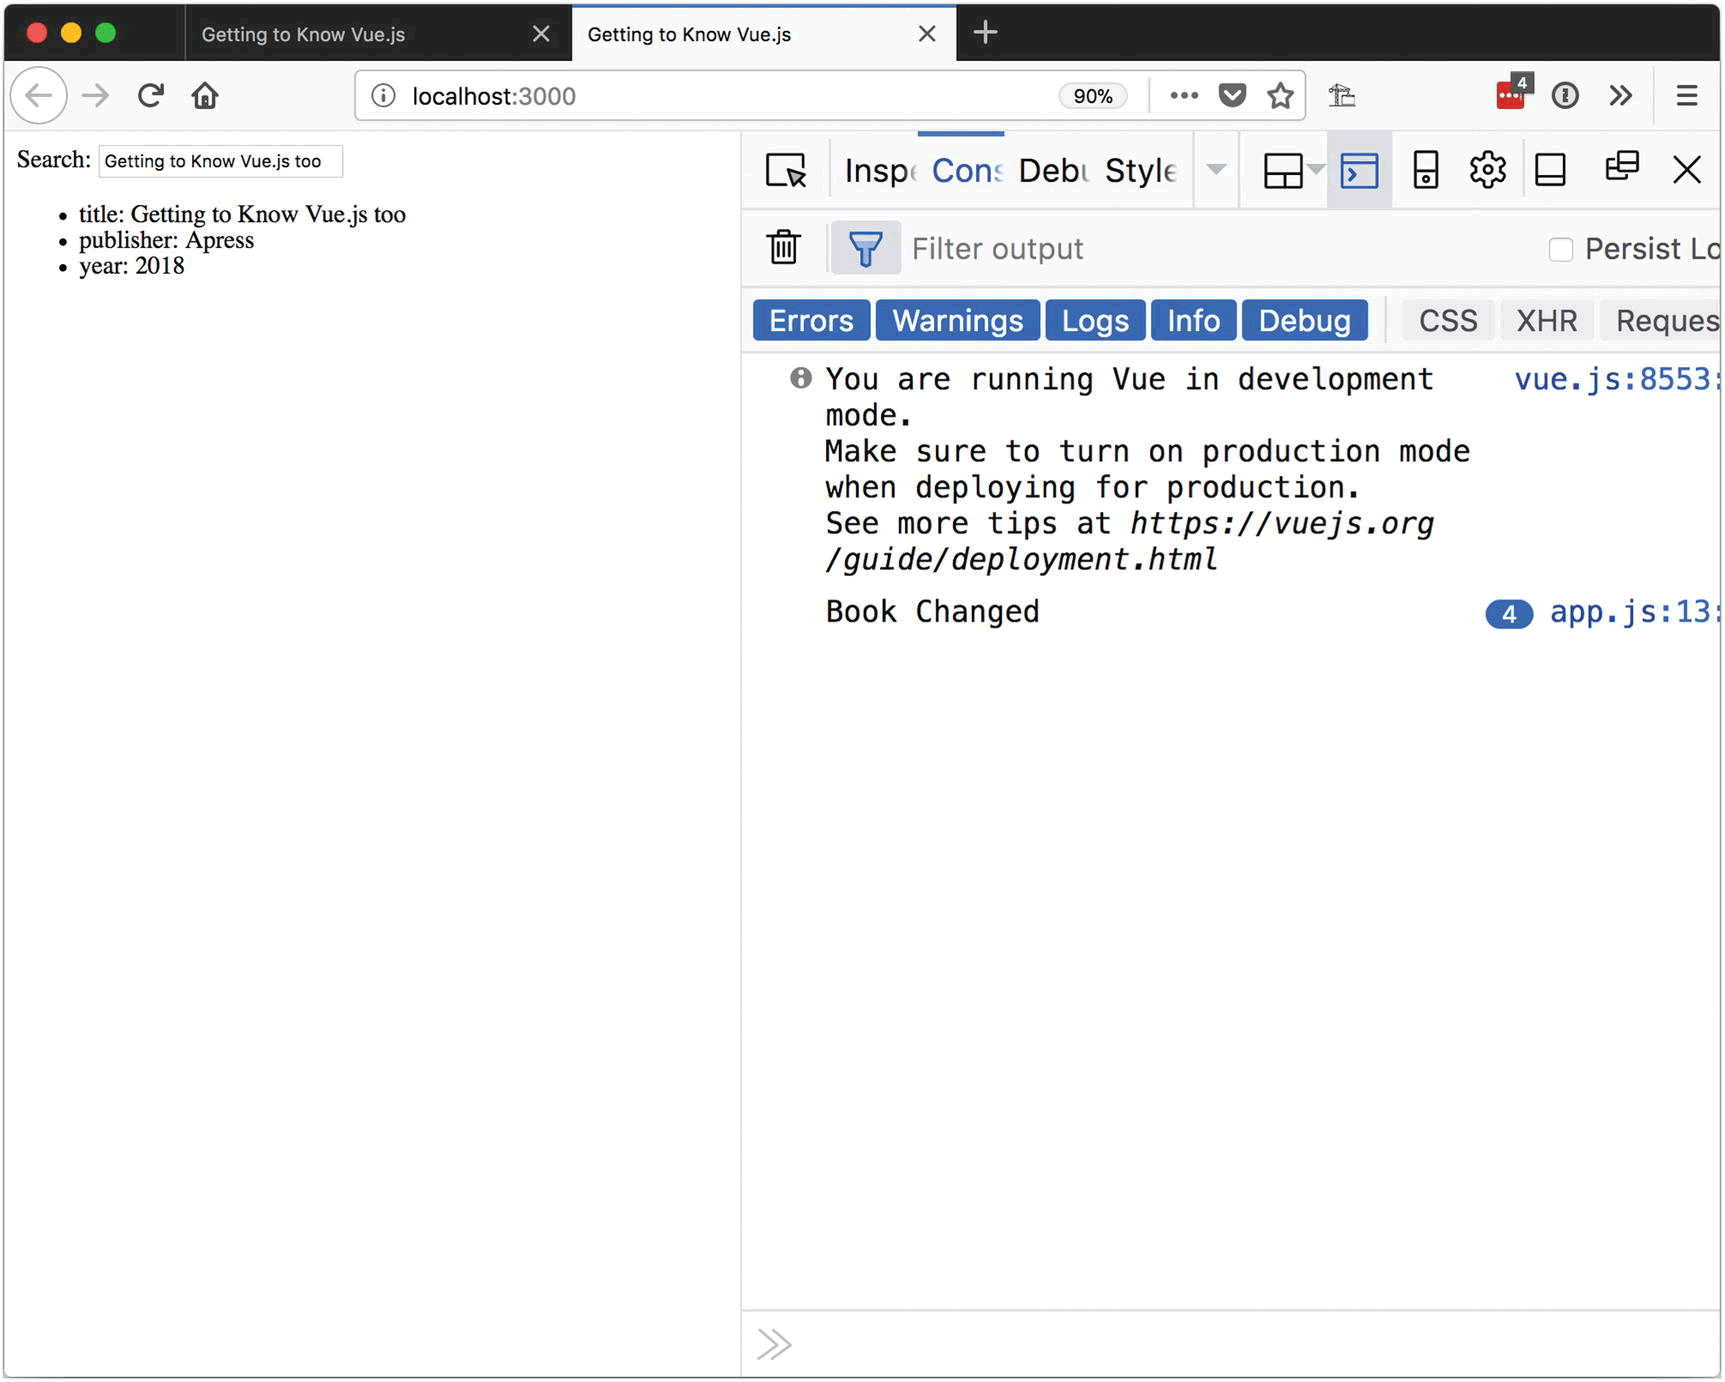 Getting to Know Vue.js
Getting to Know Vue.js
localhost:3000
90%
4
Search: Getting to Know Vue.js too
title: Getting to Know Vue.js too
publisher: Apress
year: 2018
Inspe Cons Debu Style
Filter output
Persist Lo
Errors Warnings Logs Info Debug CSS XHR Reques
You are running Vue in development vue.js:8553:
mode.
Make sure to turn on production mode
when deploying for production.
See more tips at https://vuejs.org
/guide/deployment.html
Book Changed 4 app.js:13: